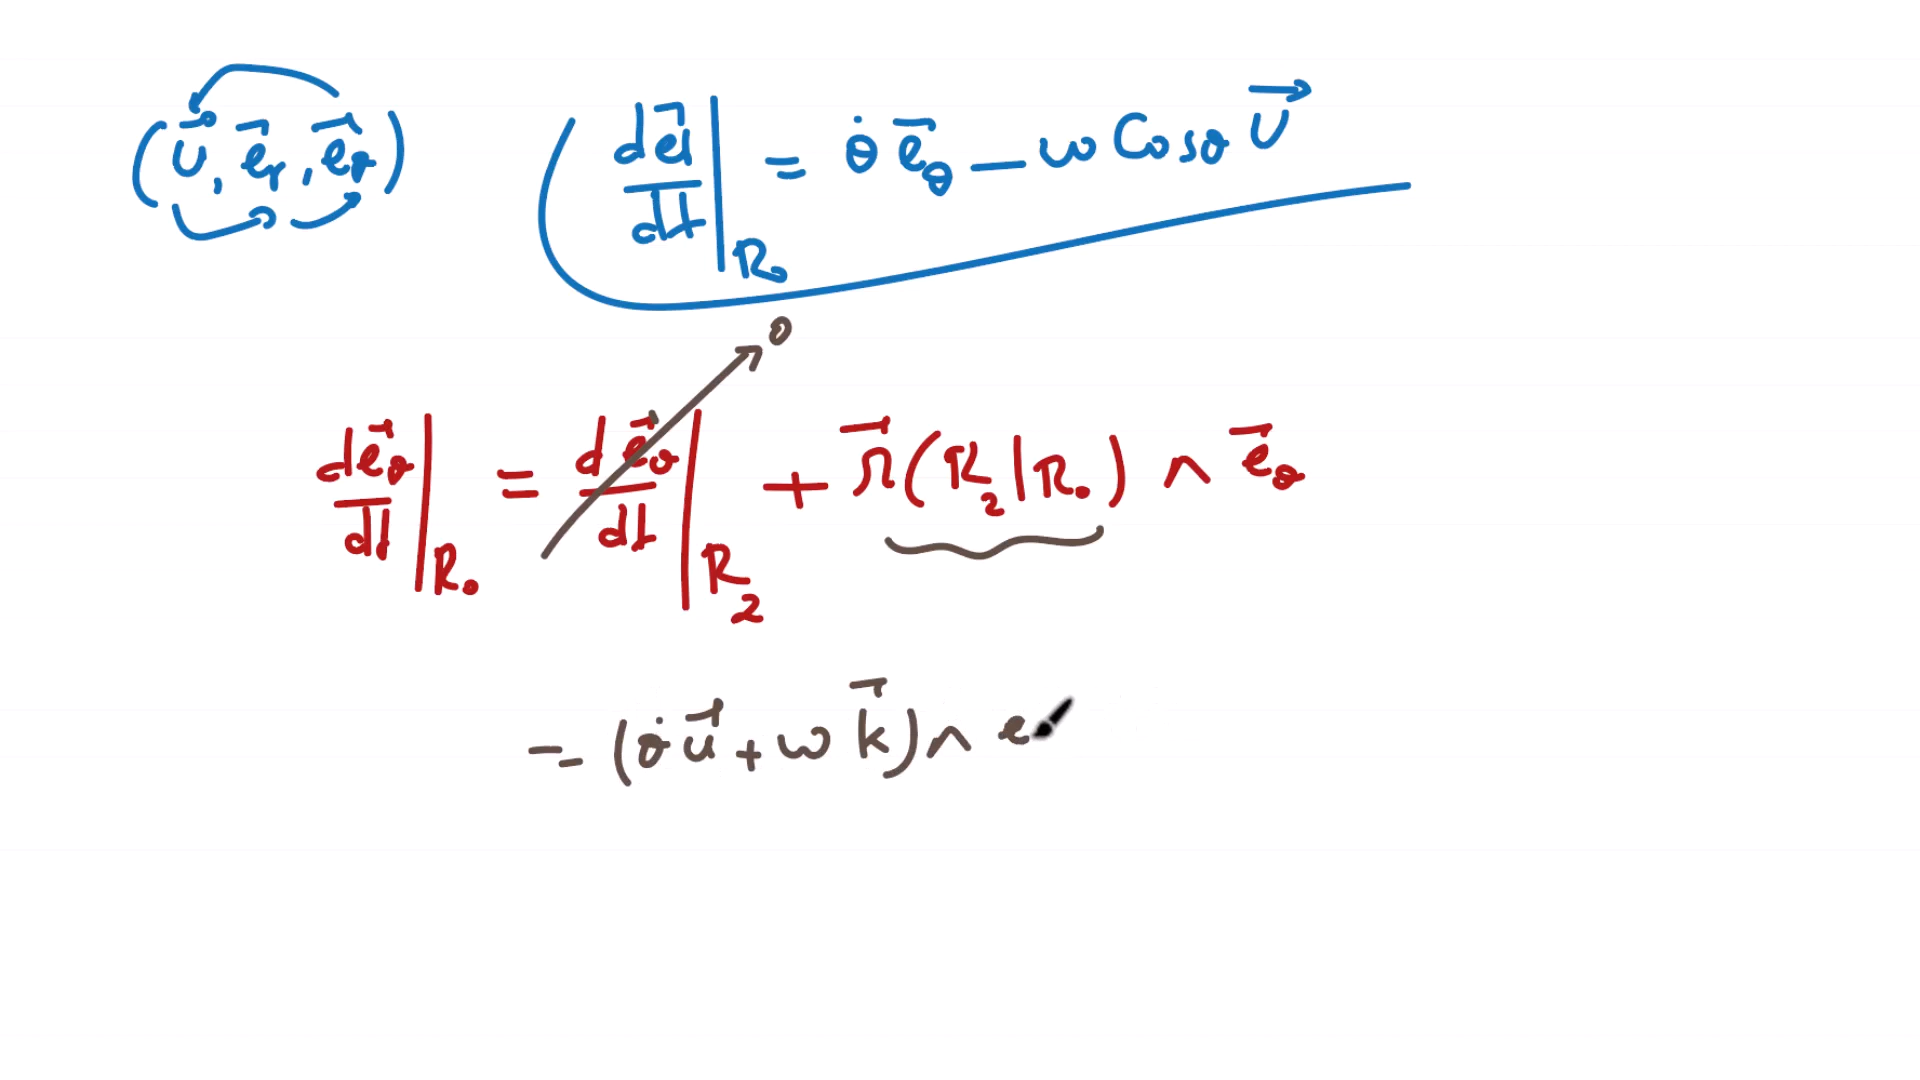 (u⃗, e⃗r, e⃗θ)
de⃗r/dt|R₀ = θ̇ e⃗θ − ω Cosθ U⃗
0
de⃗θ/dt|R₀ = de⃗θ/dt|R₂ + Ω⃗(R₂|R₀) ∧ e⃗θ
= (θ̇ u⃗ + ω k⃗) ∧ e